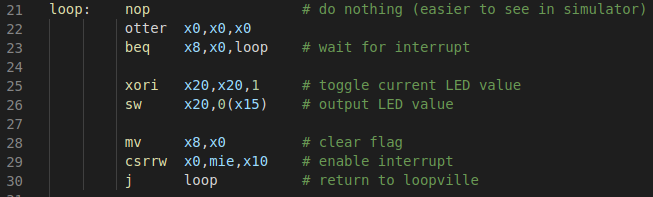 21 loop: nop # do nothing (easier to see in simulator)
22 otter x0,x0,x0
23 beq x8,x0,loop # wait for interrupt
24
25 xori x20,x20,1 # toggle current LED value
26 sw x20,0(x15) # output LED value
27
28 mv x8,x0 # clear flag
29 csrrw x0,mie,x10 # enable interrupt
30 j loop # return to loopville